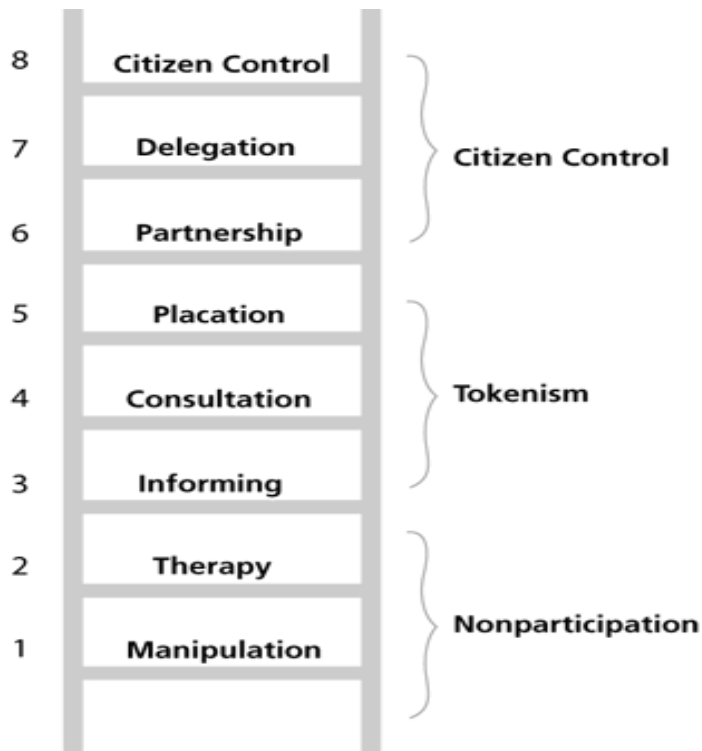 8 Citizen Control
7 Delegation
Citizen Control
6 Partnership
5 Placation
4 Consultation
Tokenism
3 Informing
2 Therapy
Nonparticipation
1 Manipulation